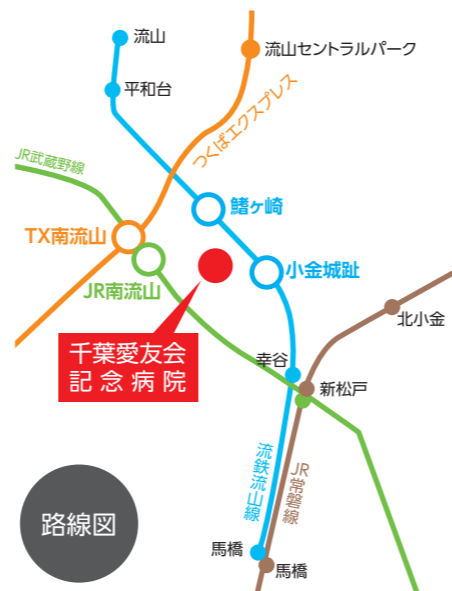 流山
流山セントラルパーク
平和台
つくばエクスプレス
JR武蔵野線
鰭ヶ崎
TX南流山
JR南流山
小金城趾
北小金
千葉愛友会
記念病院
幸谷
新松戸
流鉄流山線
JR常磐線
路線図
馬橋
馬橋